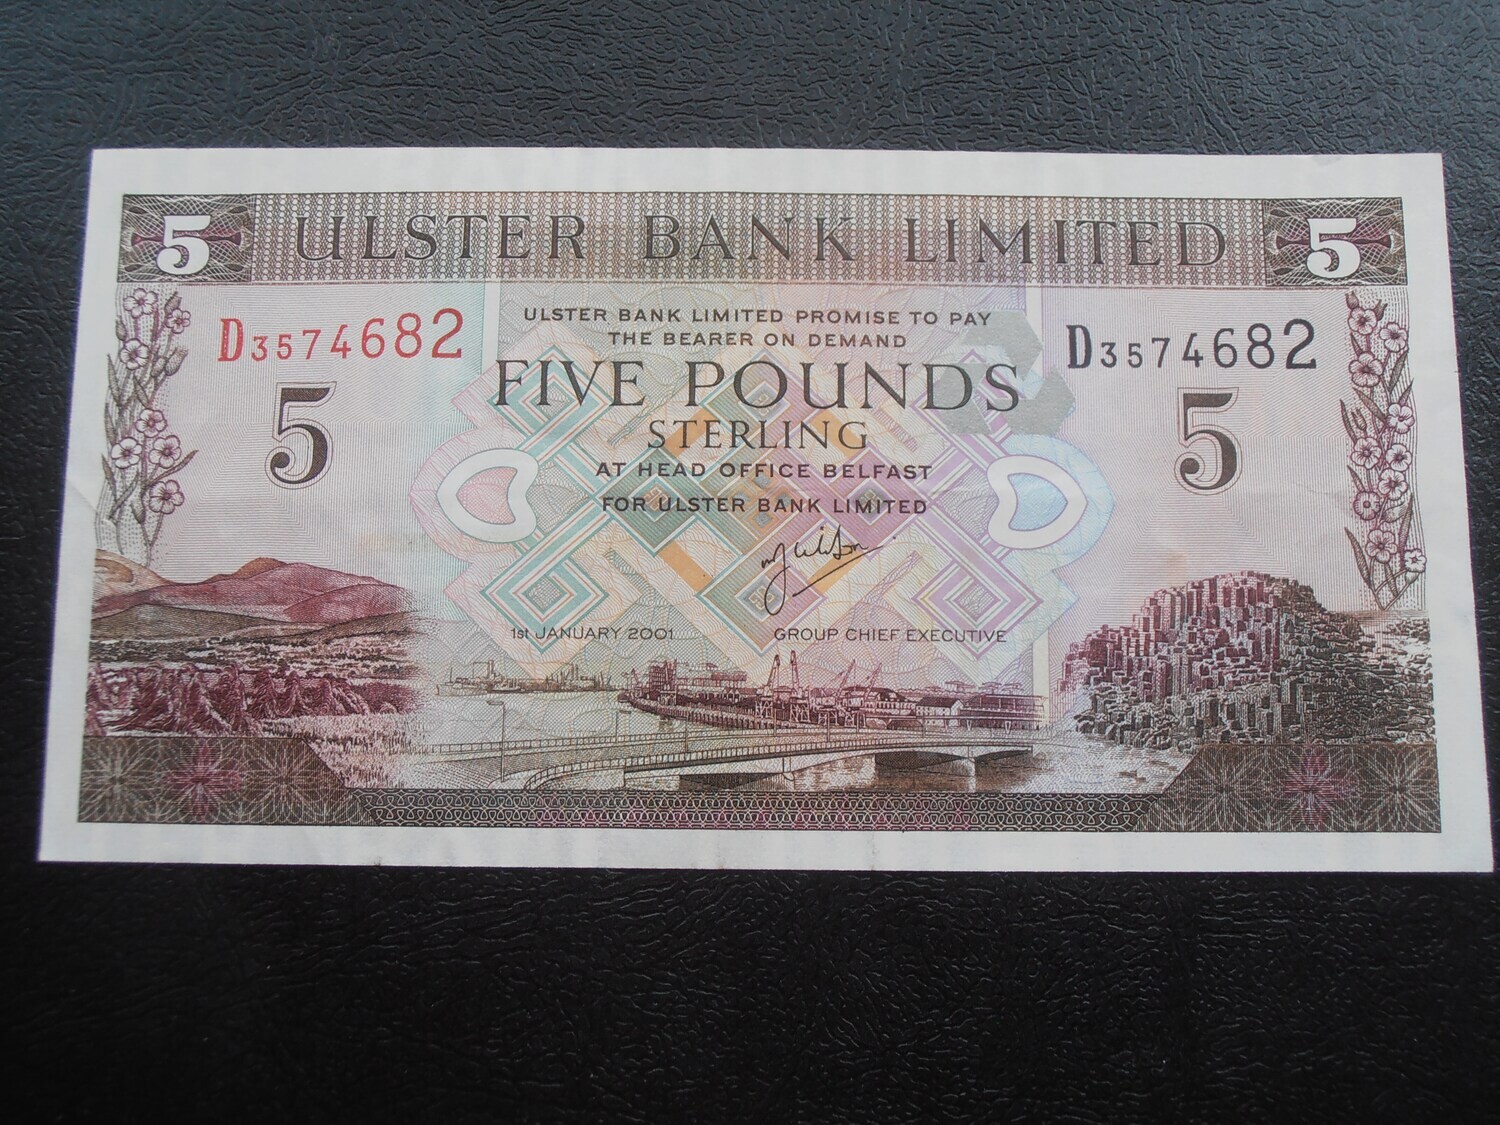 5 ULSTER BANK LIMITED 5
D3574682
ULSTER BANK LIMITED PROMISE TO PAY
THE BEARER ON DEMAND
D3574682
FIVE POUNDS
5
STERLING
5
AT HEAD OFFICE BELFAST
FOR ULSTER BANK LIMITED
1st JANUARY 2001 GROUP CHIEF EXECUTIVE